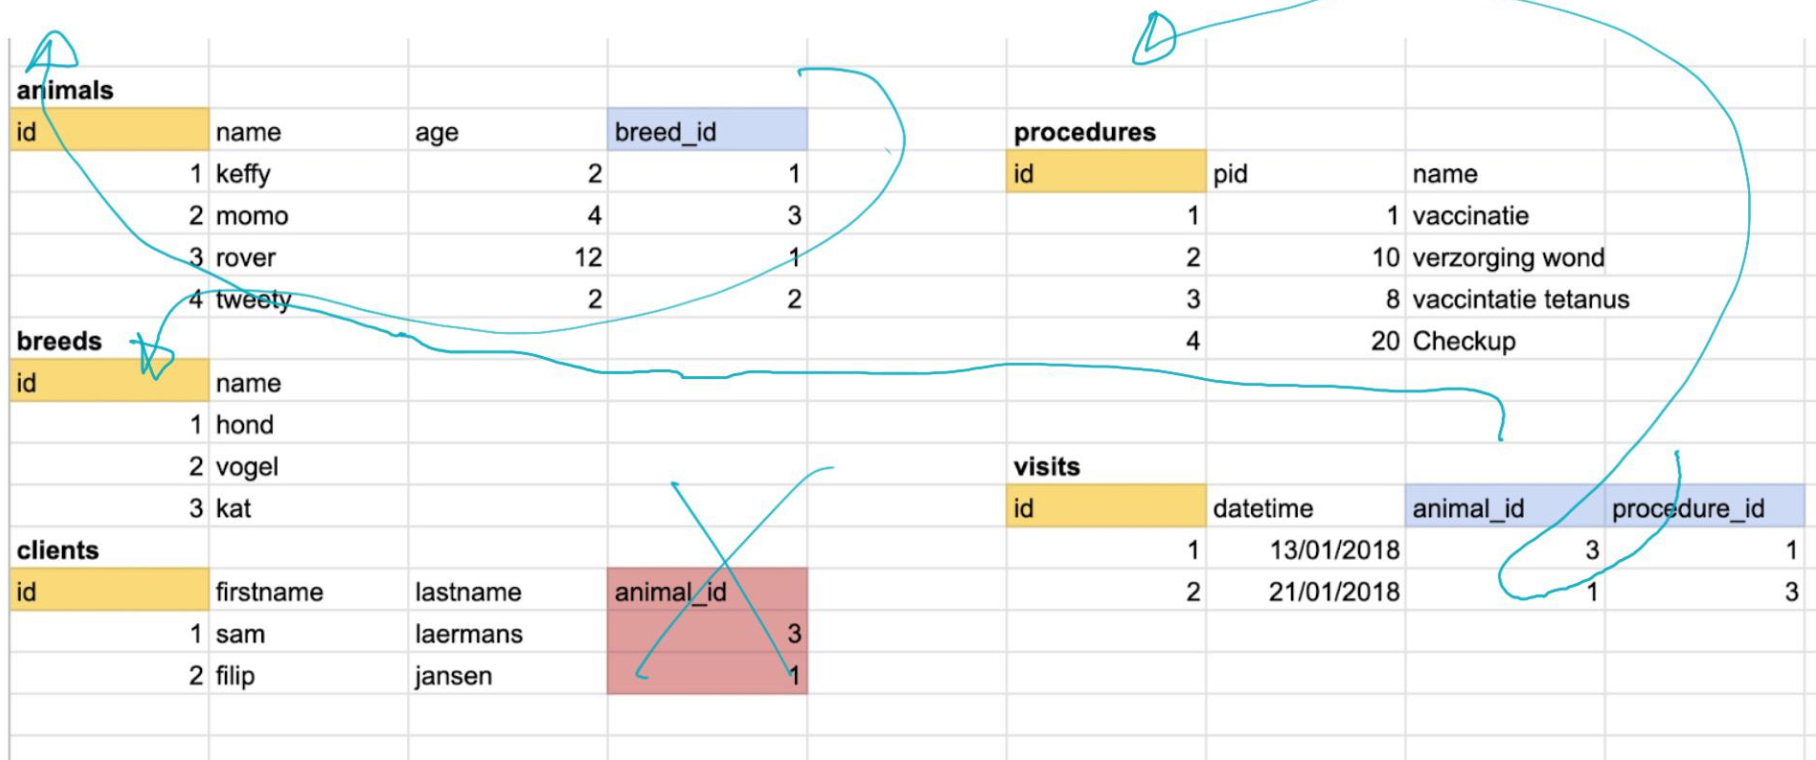 animals
id name age breed_id
1 keffy 2 1
2 momo 4 3
3 rover 12 1
4 tweety 2 2
breeds
id name
1 hond
2 vogel
3 kat
clients
id firstname lastname animal_id
1 sam laermans 3
2 filip jansen 1
procedures
id pid name
1 1 vaccinatie
2 10 verzorging wond
3 8 vaccintatie tetanus
4 20 Checkup
visits
id datetime animal_id procedure_id
1 13/01/2018 3 1
2 21/01/2018 1 3